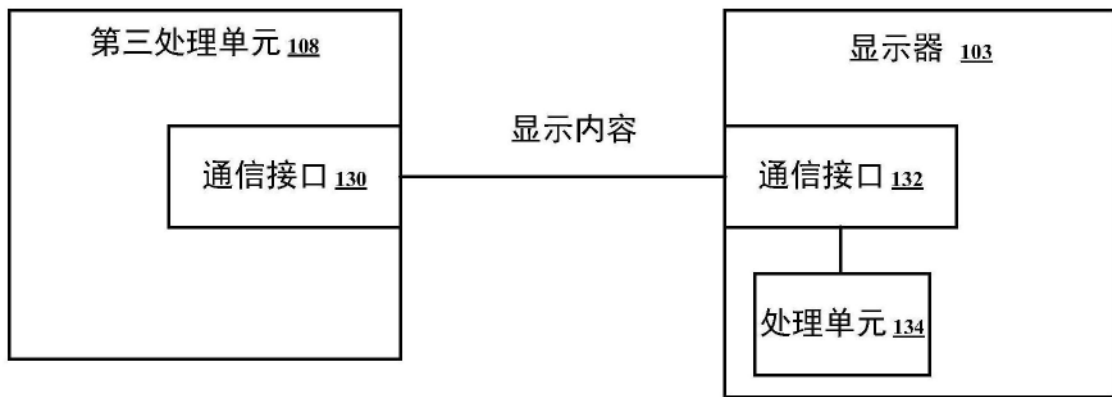 第三处理单元 108
显示器 103
显示内容
通信接口 130
通信接口 132
处理单元 134